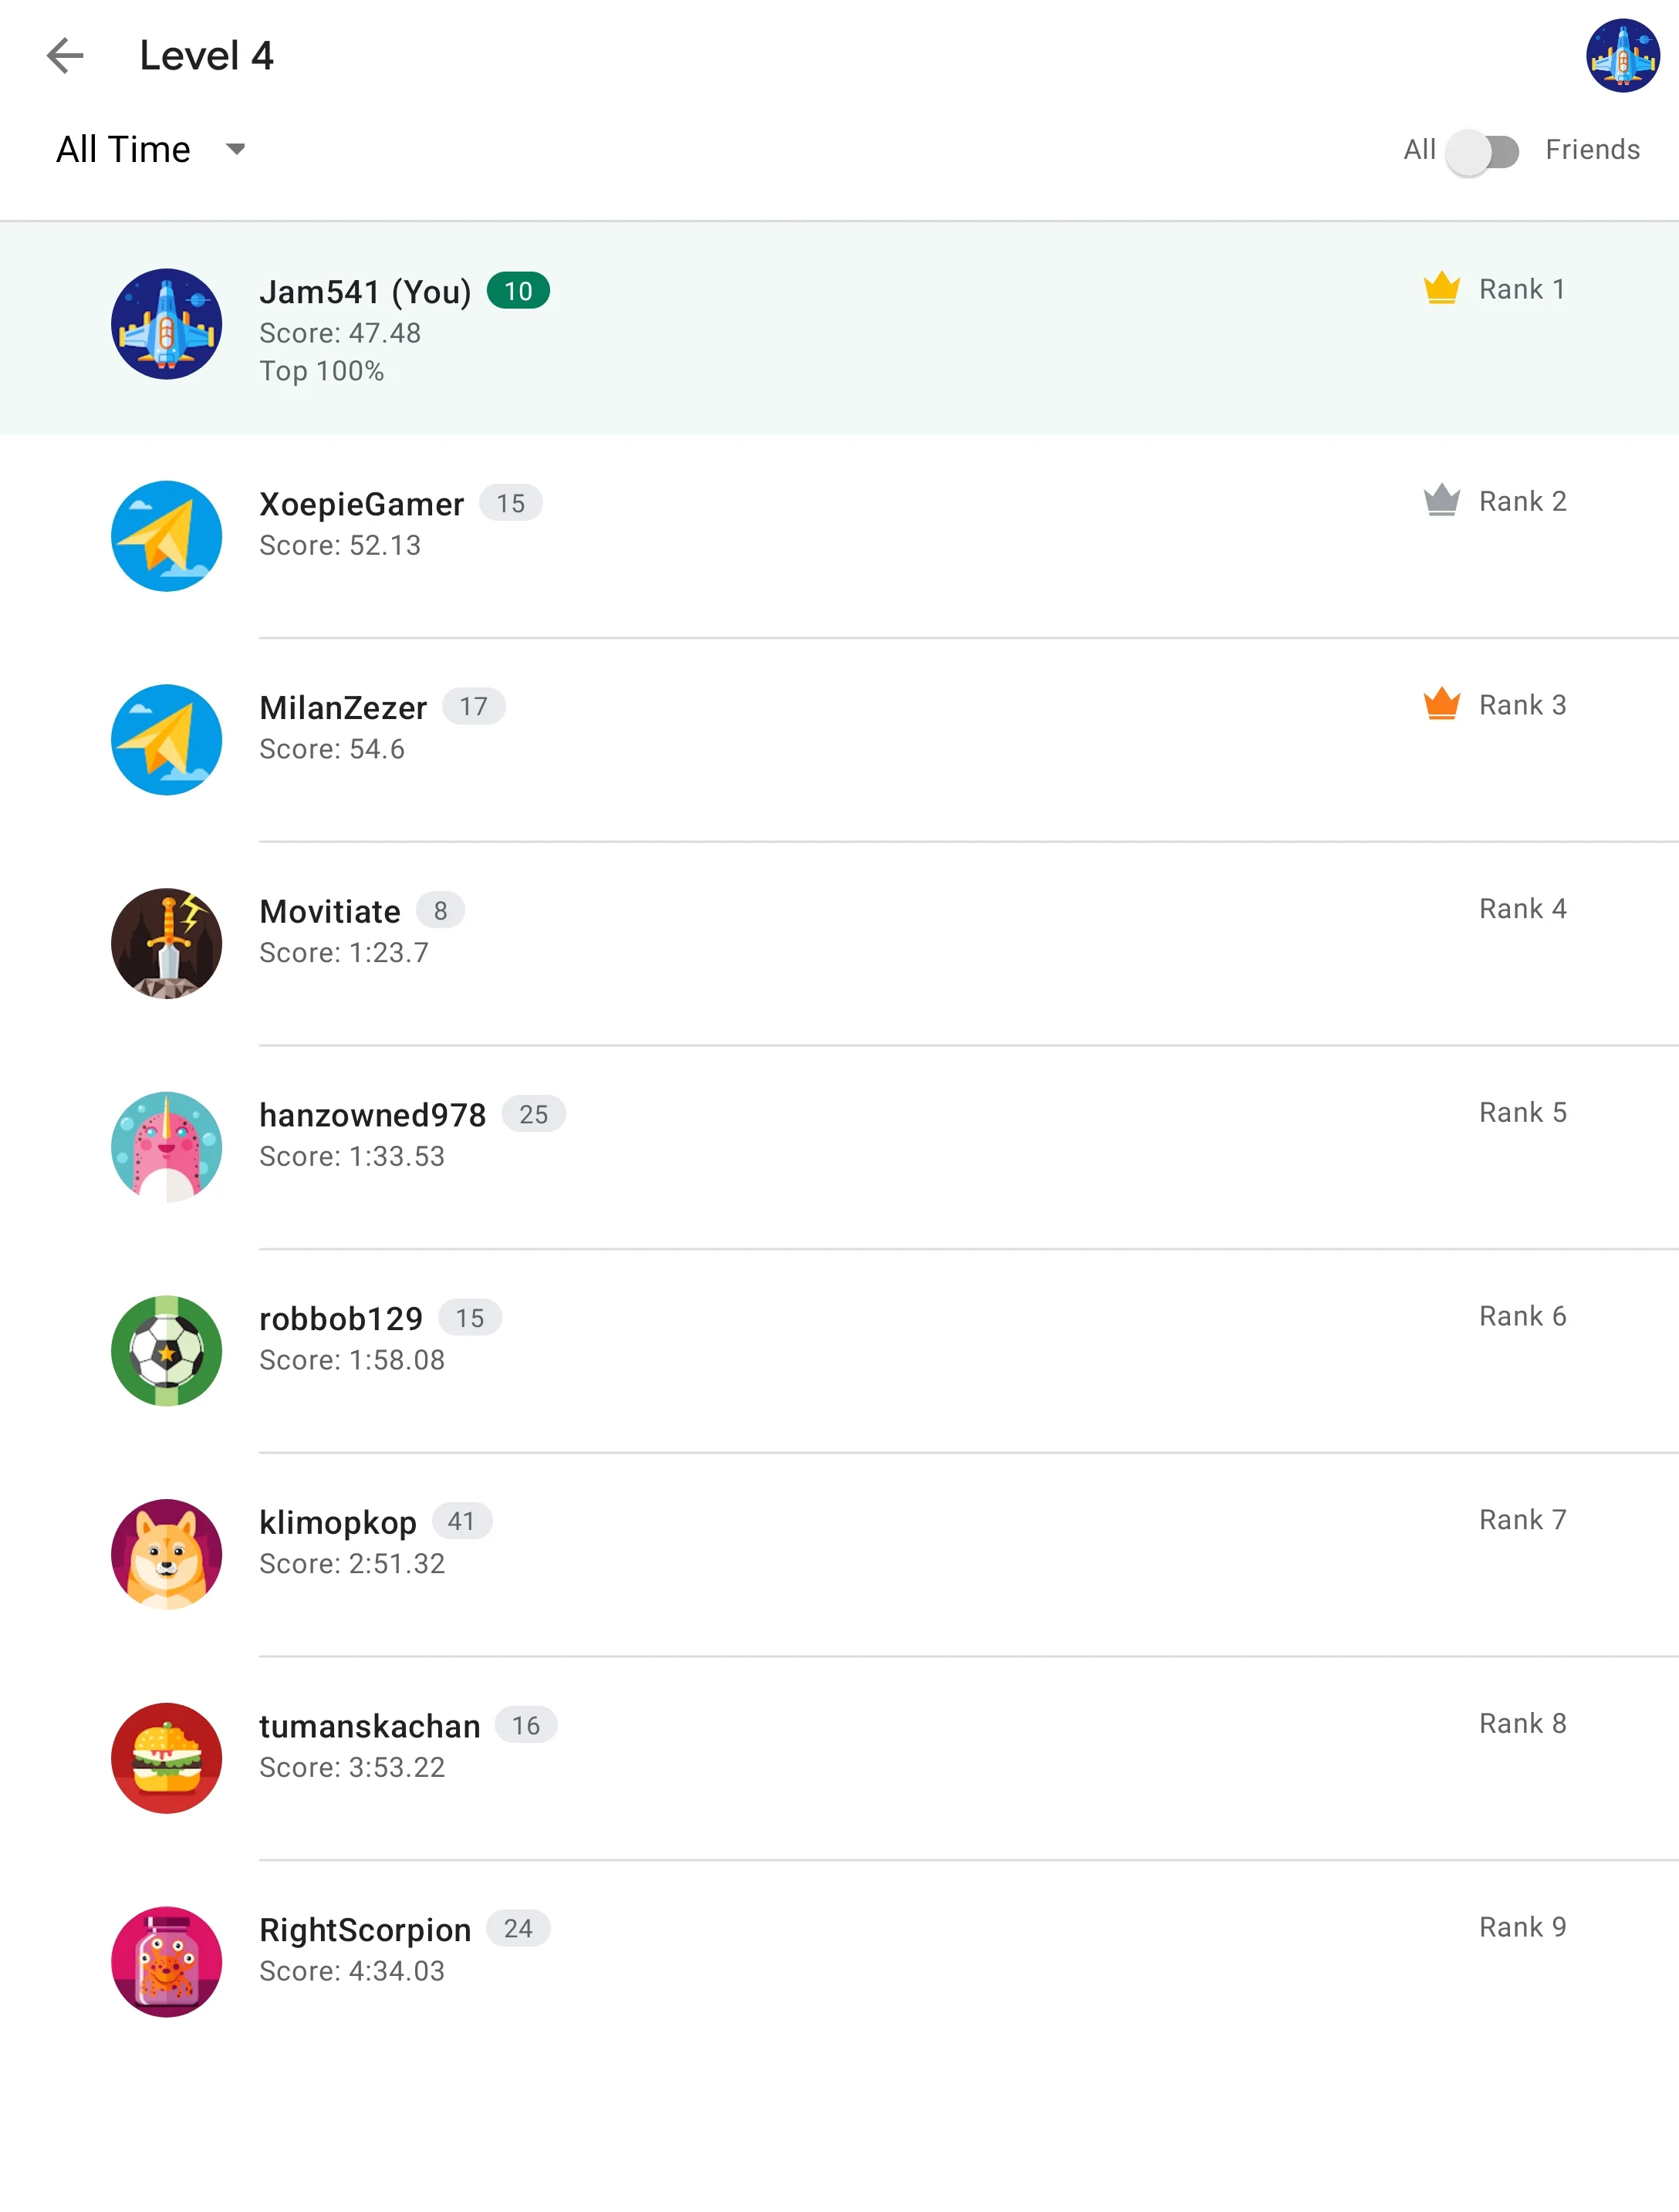 Level 4
All Time
All Friends
Jam541 (You) 10
Rank 1
Score: 47.48
Top 100%
XoepieGamer 15
Rank 2
Score: 52.13
MilanZezer 17
Rank 3
Score: 54.6
Movitiate 8
Rank 4
Score: 1:23.7
hanzowned978 25
Rank 5
Score: 1:33.53
robbob129 15
Rank 6
Score: 1:58.08
klimopkop 41
Rank 7
Score: 2:51.32
tumanskachan 16
Rank 8
Score: 3:53.22
RightScorpion 24
Rank 9
Score: 4:34.03